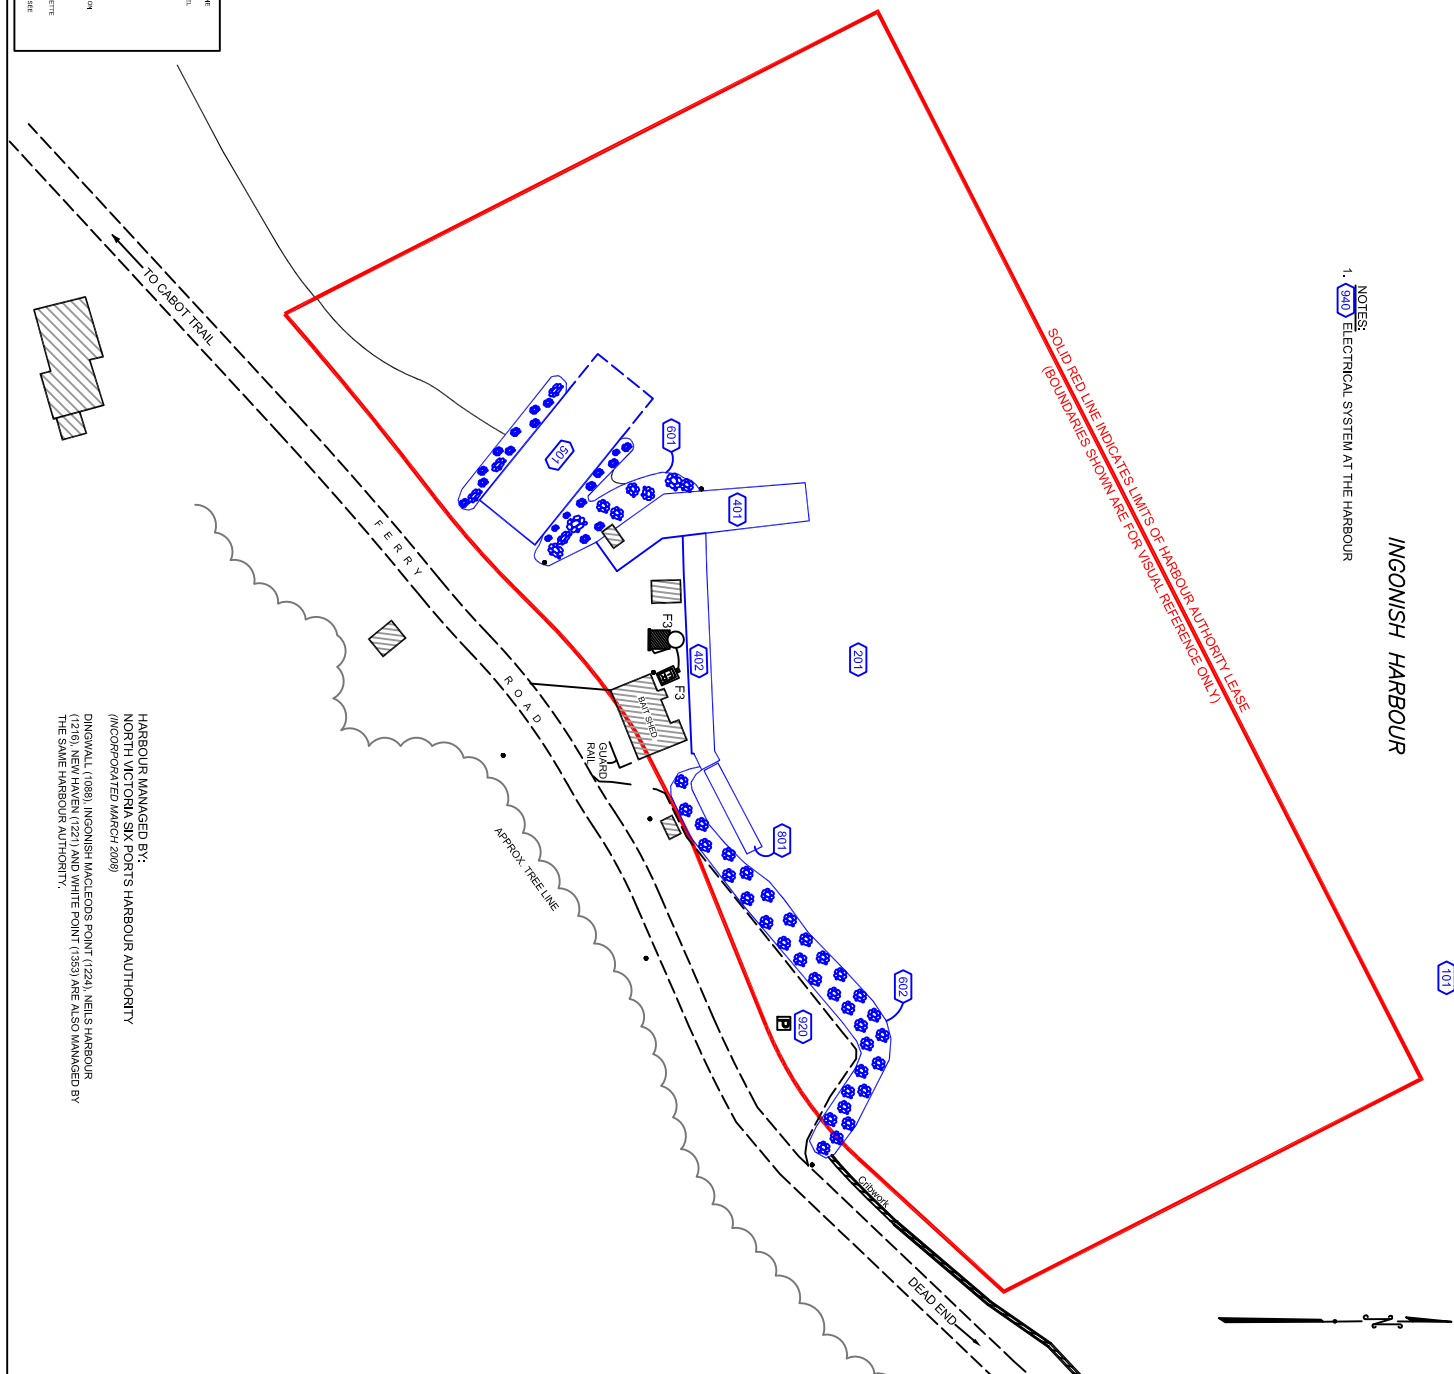 INGONISH HARBOUR
NOTES:
1. 940 ELECTRICAL SYSTEM AT THE HARBOUR
101
SOLID RED LINE INDICATES LIMITS OF HARBOUR AUTHORITY LEASE
(BOUNDARIES SHOWN ARE FOR VISUAL REFERENCE ONLY)
201
601
401
501
402
F3
F3
BAIT SHED
GUARD
RAIL
801
602
920
P
Cribwork
TO CABOT TRAIL
FERRY ROAD
DEAD END
APPROX. TREE LINE
N
HARBOUR MANAGED BY:
NORTH VICTORIA SIX PORTS HARBOUR AUTHORITY
(INCORPORATED MARCH 2008)
DINGWALL (1088), INGONISH MACLEODS POINT (1224), NEILS HARBOUR
(1216), NEW HAVEN (1221) AND WHITE POINT (1353) ARE ALSO MANAGED BY
THE SAME HARBOUR AUTHORITY.
ON
ETTE
SEE